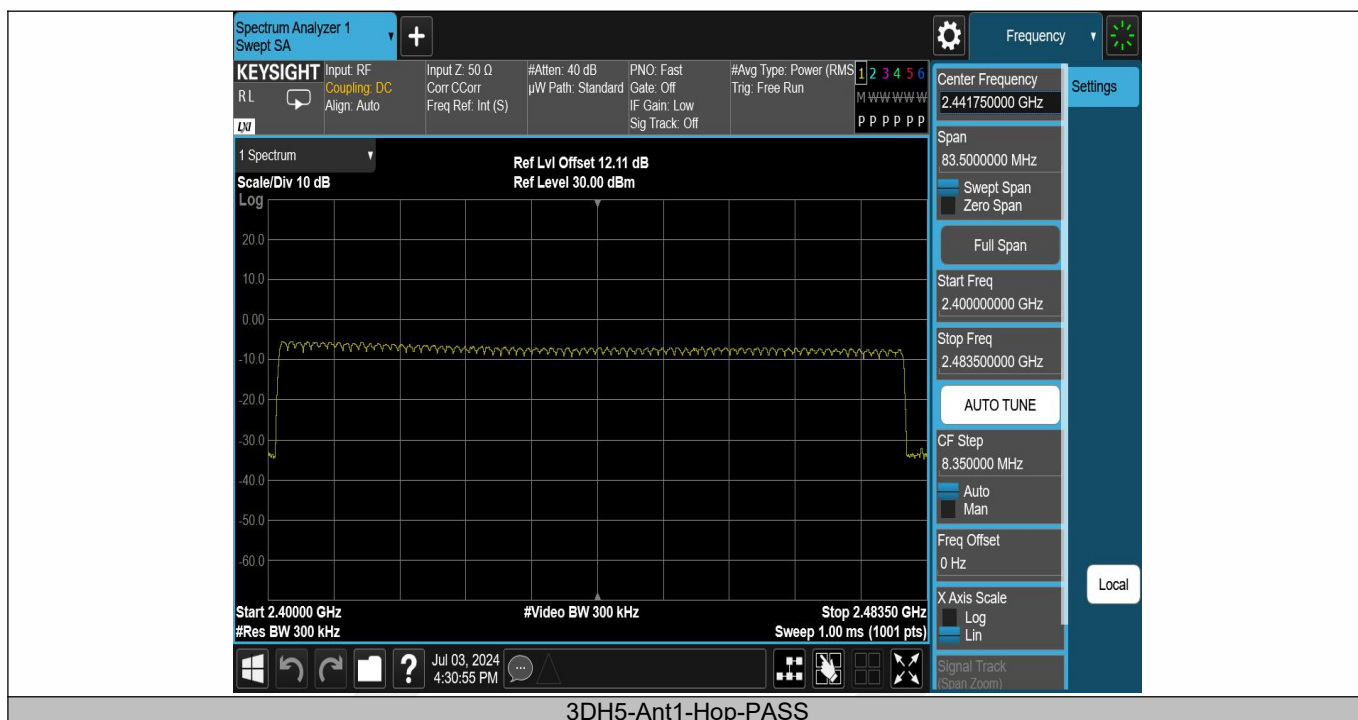 Spectrum Analyzer 1
Swept SA
+
Frequency
KEYSIGHT
R L
LXI
Input: RF
Coupling: DC
Align: Auto
Input Z: 50 Ω
Corr CCorr
Freq Ref: Int (S)
#Atten: 40 dB
µW Path: Standard
PNO: Fast
Gate: Off
IF Gain: Low
Sig Track: Off
#Avg Type: Power (RMS
Trig: Free Run
1 2 3 4 5 6
M W W W W W
P P P P P P
1 Spectrum
Scale/Div 10 dB
Log
Ref Lvl Offset 12.11 dB
Ref Level 30.00 dBm
20.0
10.0
0.00
-10.0
-20.0
-30.0
-40.0
-50.0
-60.0
Start 2.40000 GHz
#Video BW 300 kHz
Stop 2.48350 GHz
#Res BW 300 kHz
Sweep 1.00 ms (1001 pts)
Center Frequency
2.441750000 GHz
Settings
Span
83.5000000 MHz
Swept Span
Zero Span
Full Span
Start Freq
2.400000000 GHz
Stop Freq
2.483500000 GHz
AUTO TUNE
CF Step
8.350000 MHz
Auto
Man
Freq Offset
0 Hz
X Axis Scale
Log
Lin
Signal Track
(Span Zoom)
Local
?
Jul 03, 2024
4:30:55 PM
3DH5-Ant1-Hop-PASS